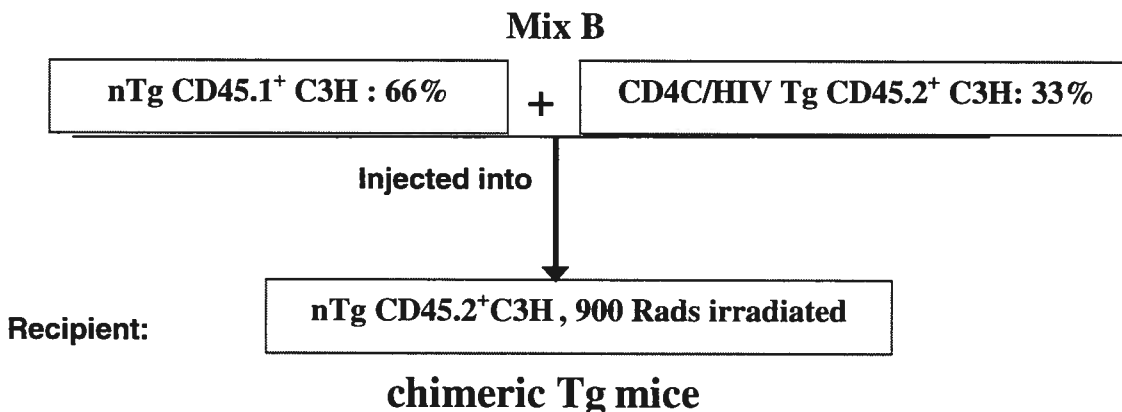 Mix B
nTg CD45.1⁺ C3H : 66% + CD4C/HIV Tg CD45.2⁺ C3H: 33%
Injected into
Recipient: nTg CD45.2⁺C3H , 900 Rads irradiated
chimeric Tg mice